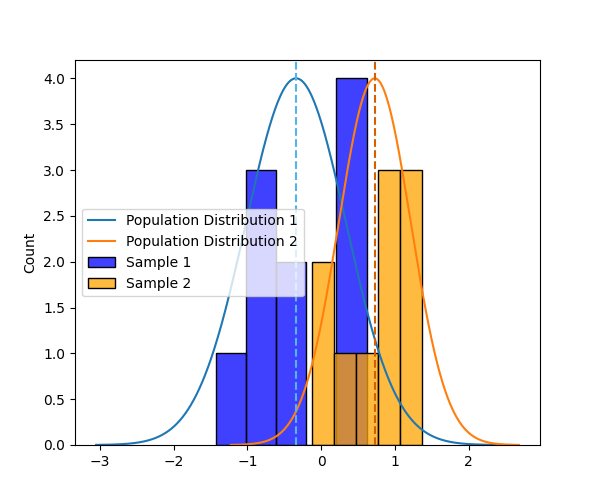 4.0
3.5
3.0
2.5
2.0
1.5
1.0
0.5
0.0
Count
Population Distribution 1
Population Distribution 2
Sample 1
Sample 2
−3 −2 −1 0 1 2